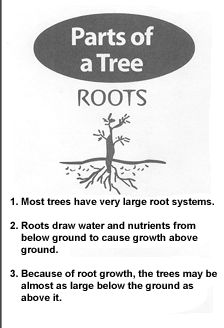 Parts of
a Tree
ROOTS
1. Most trees have very large root systems.
2. Roots draw water and nutrients from
below ground to cause growth above
ground.
3. Because of root growth, the trees may be
almost as large below the ground as
above it.